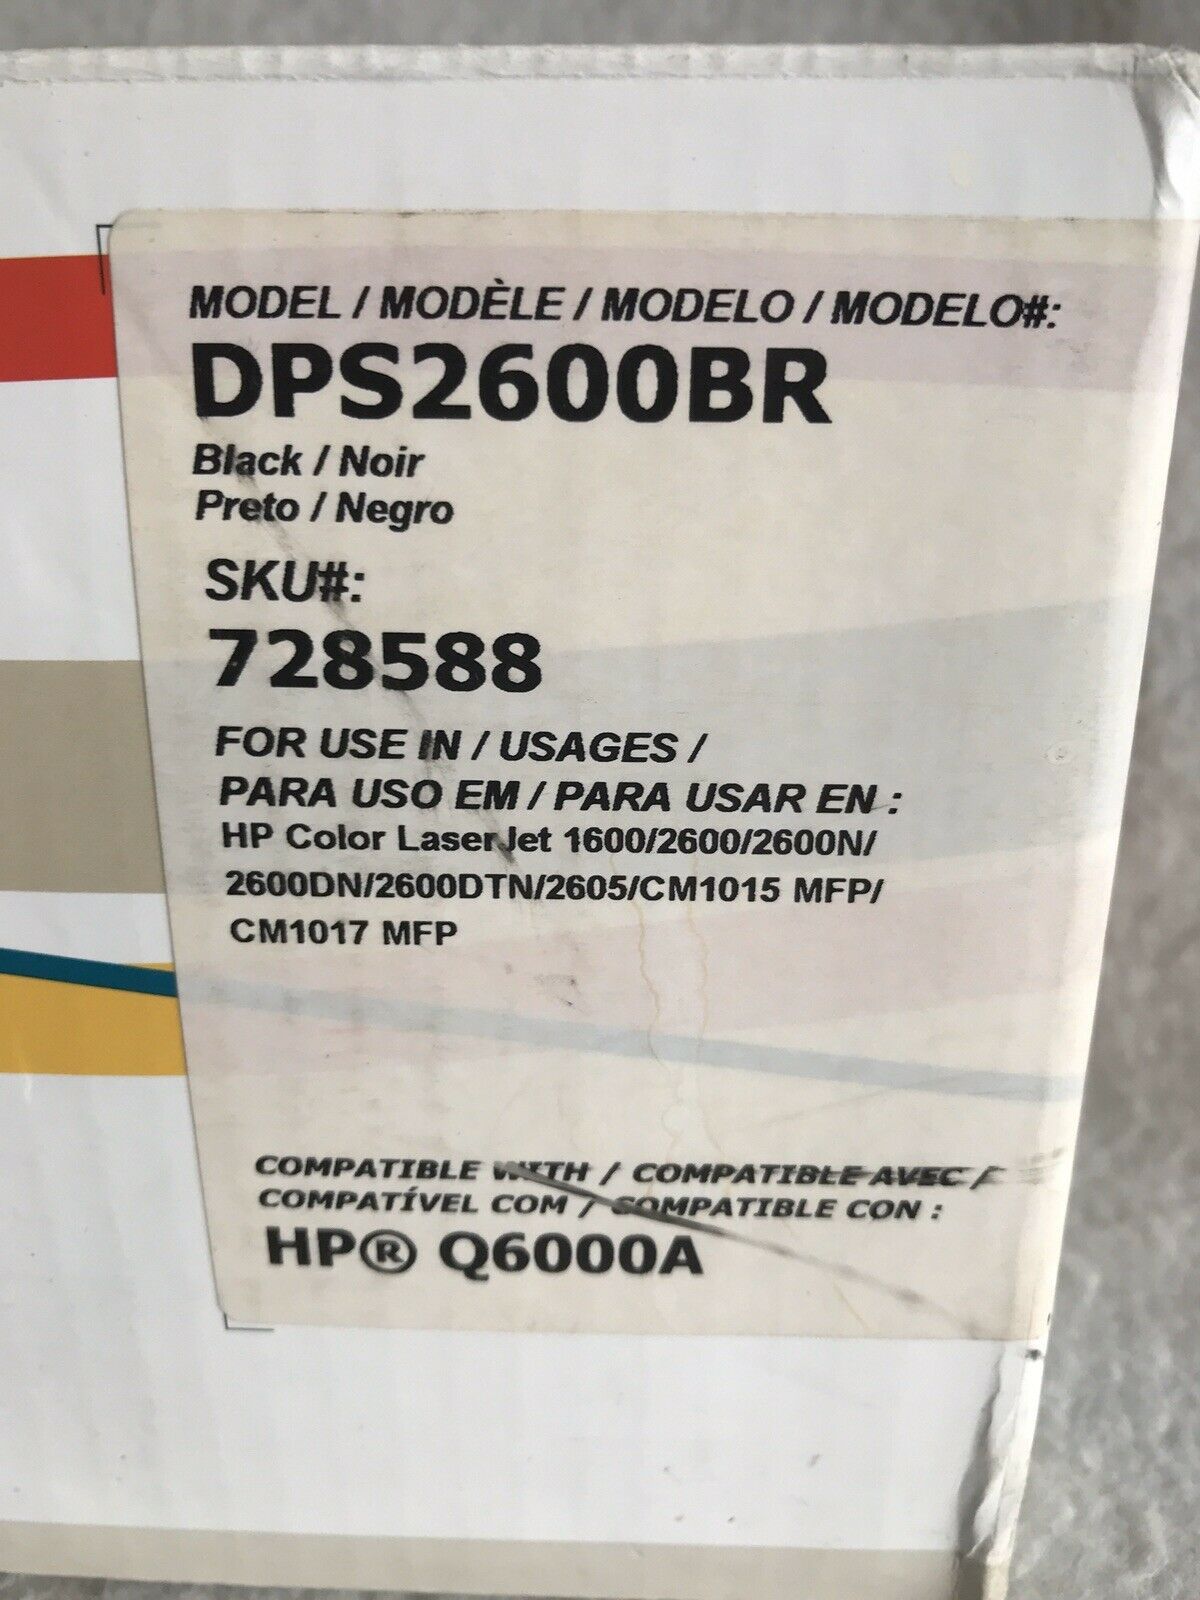 MODEL / MODÈLE / MODELO / MODELO#:
DPS2600BR
Black / Noir
Preto / Negro
SKU#:
728588
FOR USE IN / USAGES /
PARA USO EM / PARA USAR EN :
HP Color LaserJet 1600/2600/2600N/
2600DN/2600DTN/2605/CM1015 MFP/
CM1017 MFP
COMPATIBLE WITH / COMPATIBLE AVEC /
COMPATÍVEL COM / COMPATIBLE CON :
HP® Q6000A